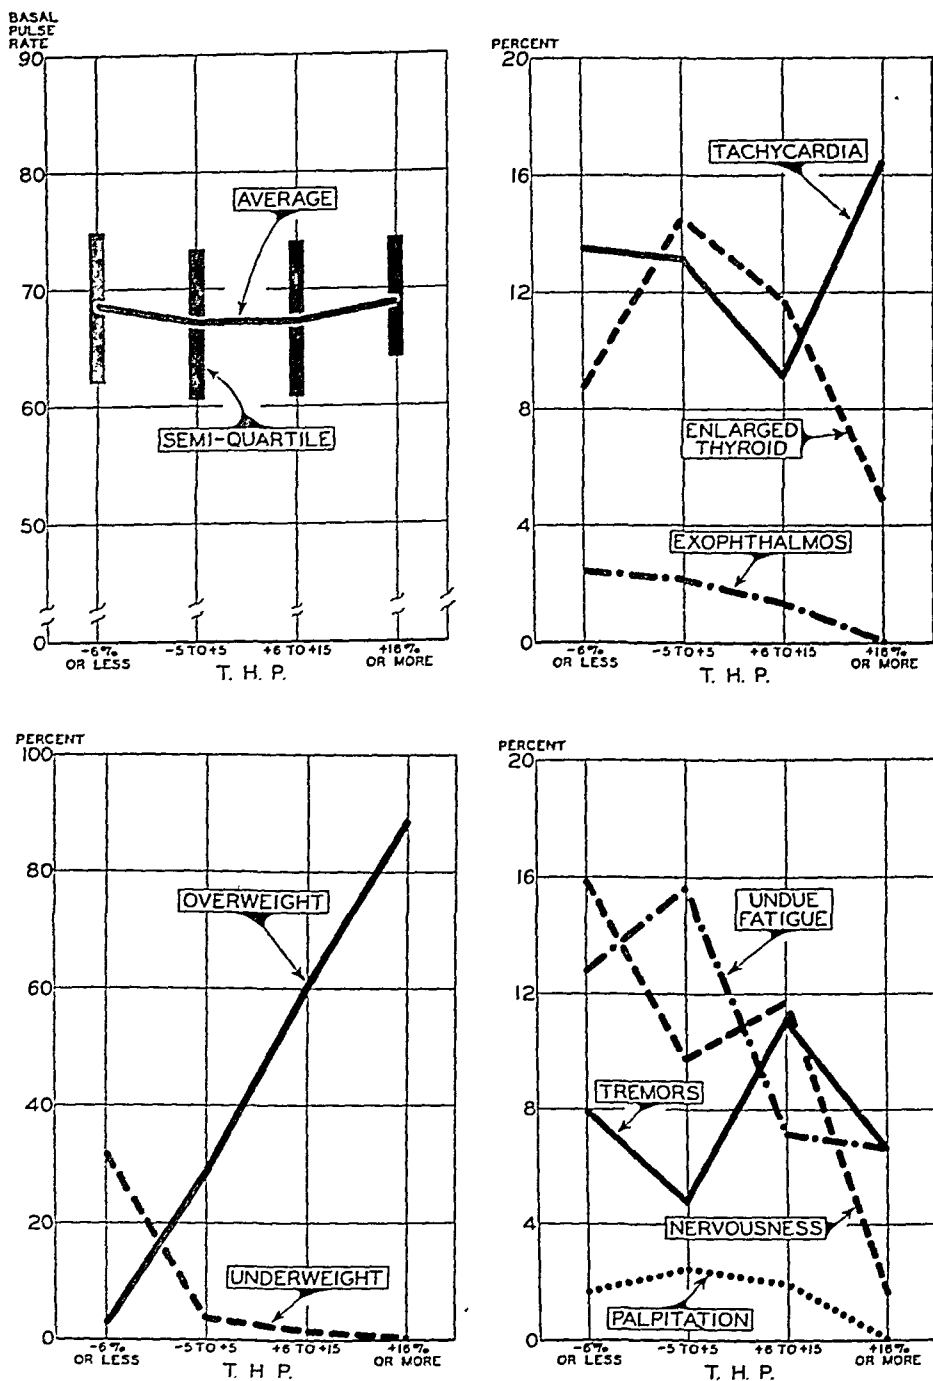 BASAL
PULSE
RATE
90
80
70
60
50
0
AVERAGE
SEMI-QUARTILE
-6%
OR LESS
-5 TO +5
+6 TO +15
+16%
OR MORE
T. H. P.
PERCENT
20
16
12
8
4
0
TACHYCARDIA
ENLARGED
THYROID
EXOPHTHALMOS
-6%
OR LESS
-5 TO +5
+6 TO +15
+16%
OR MORE
T. H. P.
PERCENT
100
80
60
40
20
0
OVERWEIGHT
UNDERWEIGHT
-6%
OR LESS
-5 TO +5
+6 TO +15
+16%
OR MORE
T. H. P.
PERCENT
20
16
12
8
4
0
UNDUE
FATIGUE
TREMORS
NERVOUSNESS
PALPITATION
-6%
OR LESS
-5 TO +5
+6 TO +15
+16%
OR MORE
T. H. P.